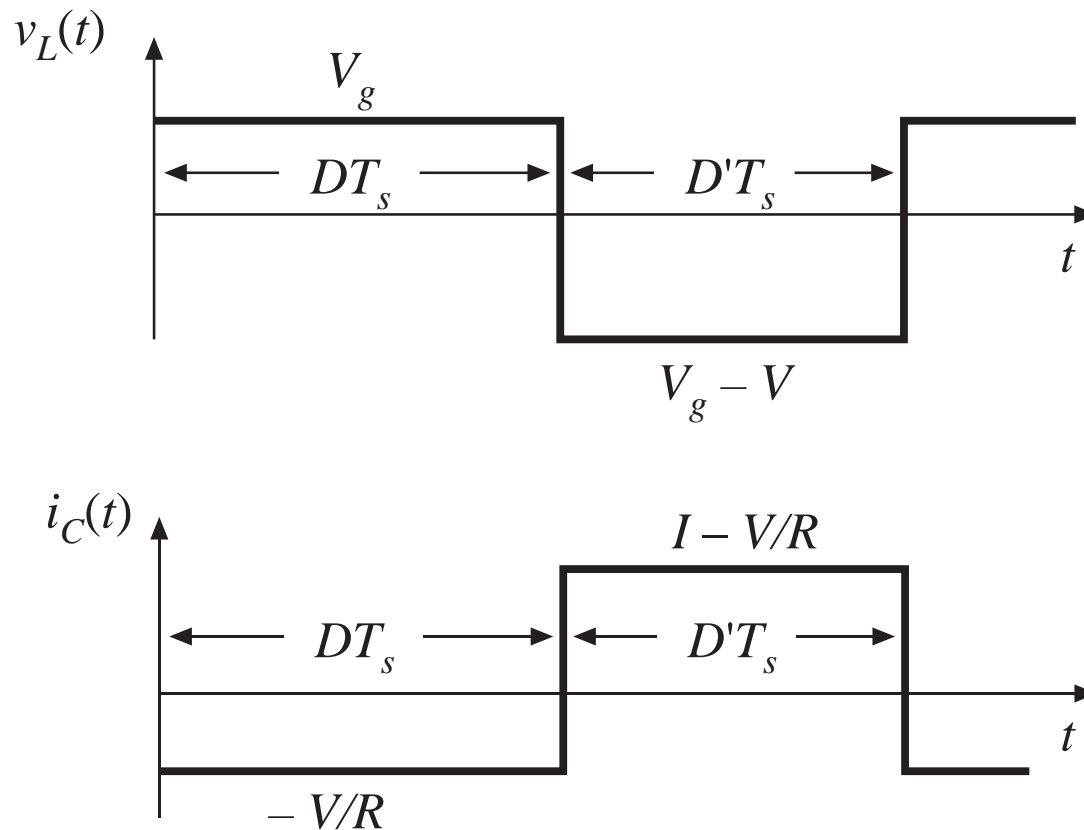 v_L(t)
V_g
DT_s
D'T_s
t
V_g – V
i_C(t)
I – V/R
DT_s
D'T_s
t
– V/R